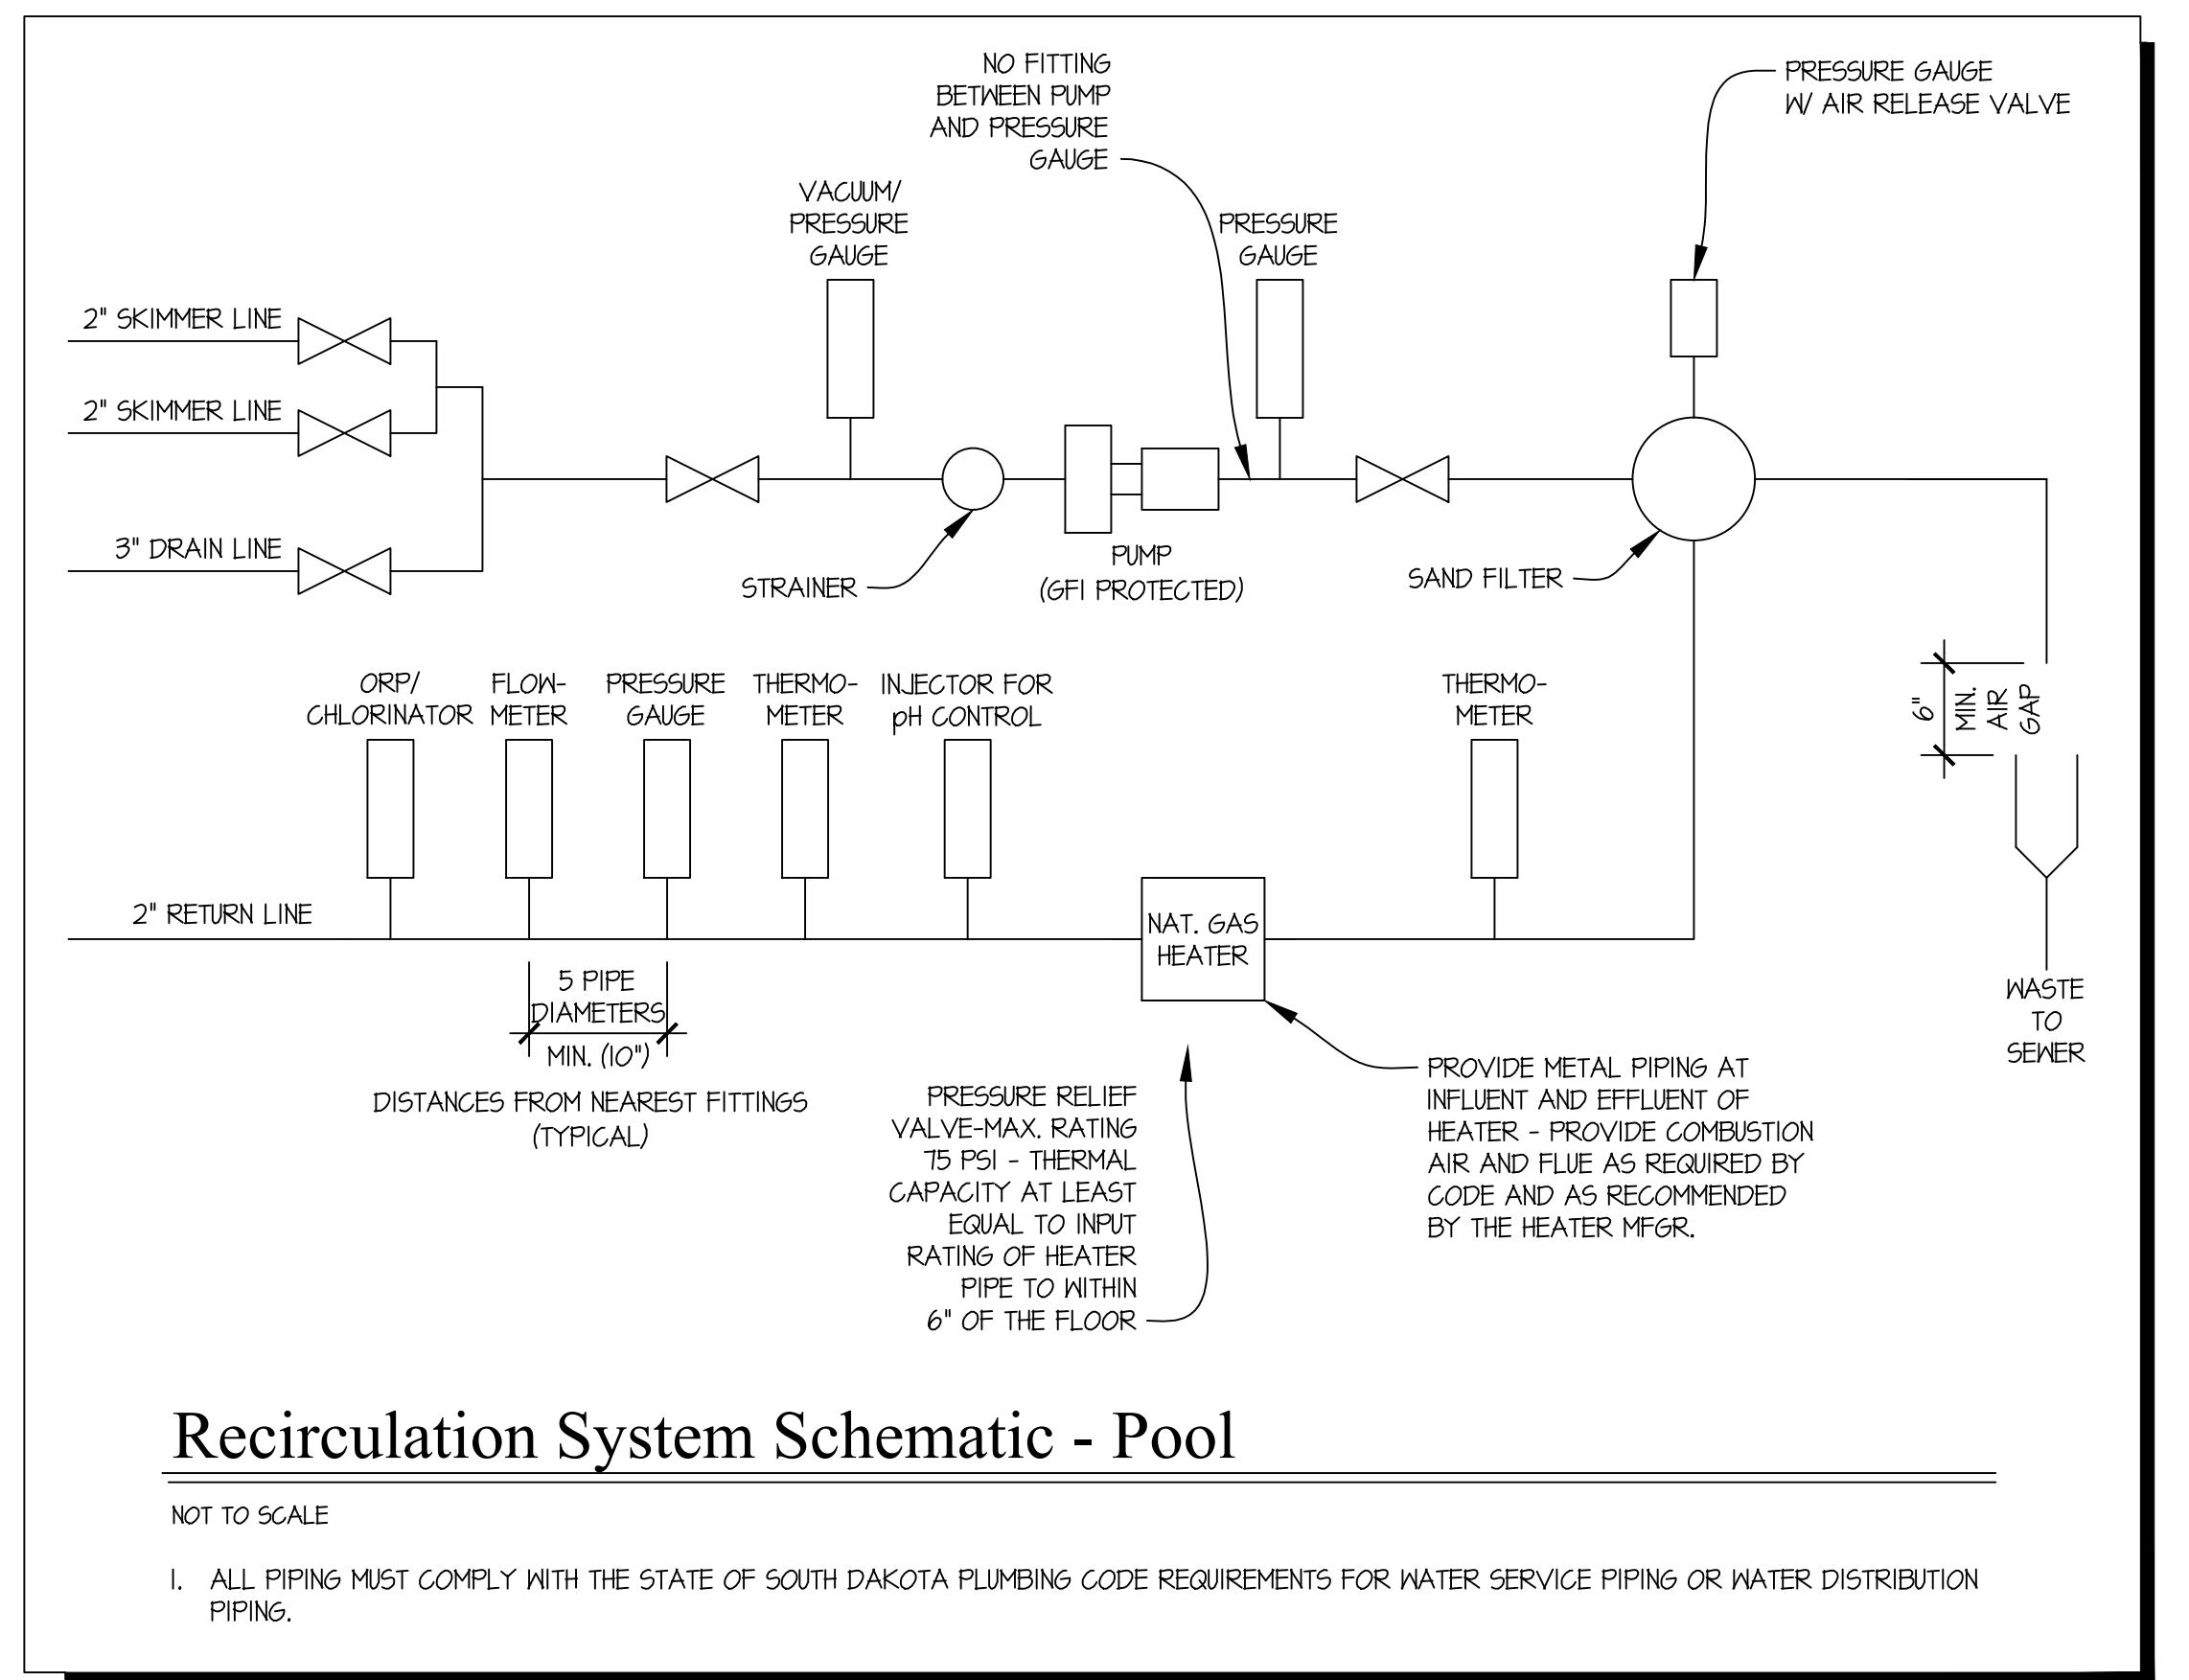 NO FITTING
BETWEEN PUMP
AND PRESSURE
GAUGE
PRESSURE GAUGE
W/ AIR RELEASE VALVE
VACUUM/
PRESSURE
GAUGE
PRESSURE
GAUGE
2" SKIMMER LINE
2" SKIMMER LINE
3" DRAIN LINE
STRAINER
PUMP
(GFI PROTECTED)
SAND FILTER
ORP/
CHLORINATOR
FLOW-
METER
PRESSURE
GAUGE
THERMO-
METER
INJECTOR FOR
pH CONTROL
THERMO-
METER
6"
MIN.
AIR
GAP
2" RETURN LINE
NAT. GAS
HEATER
5 PIPE
DIAMETERS
MIN. (10")
DISTANCES FROM NEAREST FITTINGS
(TYPICAL)
WASTE
TO
SEWER
PRESSURE RELIEF
VALVE-MAX. RATING
75 PSI - THERMAL
CAPACITY AT LEAST
EQUAL TO INPUT
RATING OF HEATER
PIPE TO WITHIN
6" OF THE FLOOR
PROVIDE METAL PIPING AT
INFLUENT AND EFFLUENT OF
HEATER - PROVIDE COMBUSTION
AIR AND FLUE AS REQUIRED BY
CODE AND AS RECOMMENDED
BY THE HEATER MFGR.
Recirculation System Schematic - Pool
NOT TO SCALE
1. ALL PIPING MUST COMPLY WITH THE STATE OF SOUTH DAKOTA PLUMBING CODE REQUIREMENTS FOR WATER SERVICE PIPING OR WATER DISTRIBUTION
PIPING.